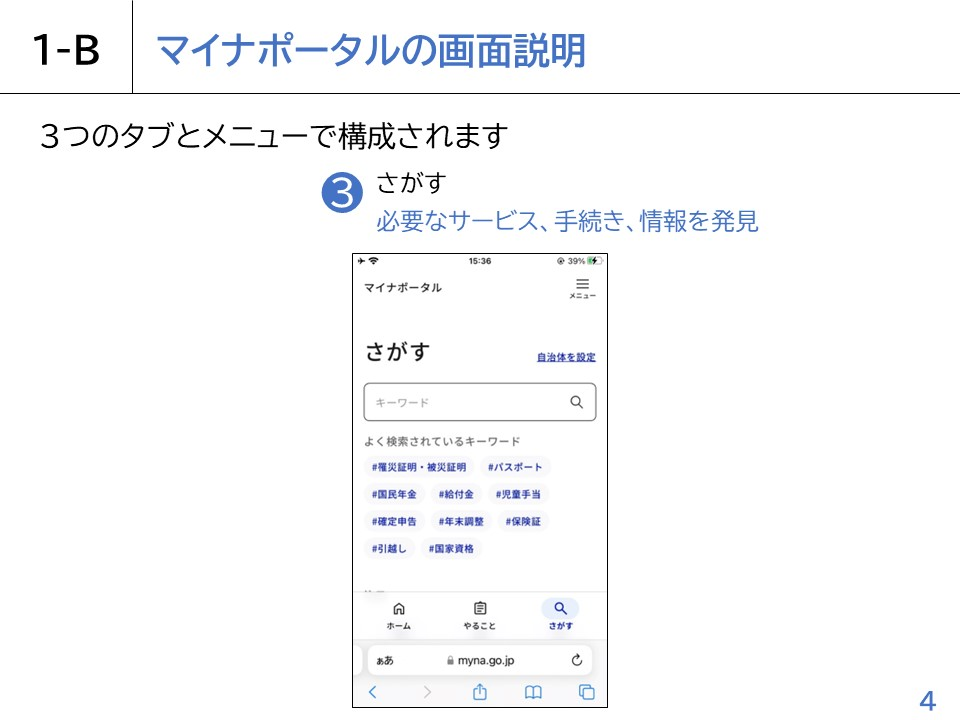 1-B
マイナポータルの画面説明
３つのタブとメニューで構成されます
3
さがす
必要なサービス、手続き、情報を発見
15:36
39%
マイナポータル
メニュー
さがす
自治体を設定
キーワード
よく検索されているキーワード
#罹災証明・被災証明 #パスポート
#国民年金 #給付金 #児童手当
#確定申告 #年末調整 #保険証
#引越し #国家資格
ホーム やること さがす
ぁあ myna.go.jp
4